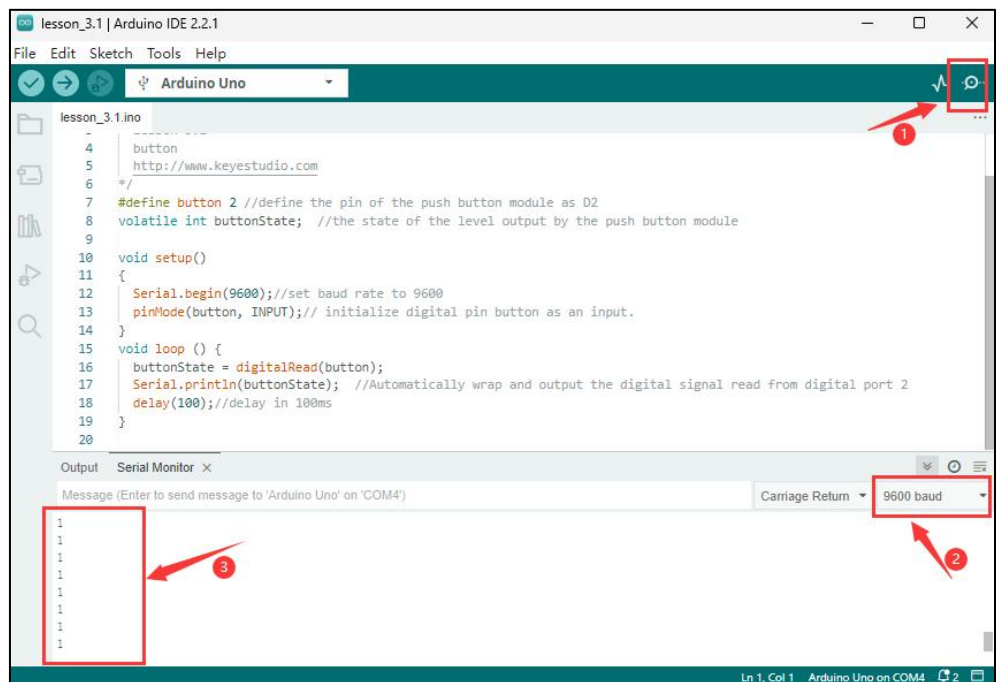 lesson_3.1 | Arduino IDE 2.2.1
File Edit Sketch Tools Help
Arduino Uno
1
lesson_3.1.ino
4 button
5 http://www.keyestudio.com
6 */
7 #define button 2 //define the pin of the push button module as D2
8 volatile int buttonState;  //the state of the level output by the push button module
9
10 void setup()
11 {
12 Serial.begin(9600);//set baud rate to 9600
13 pinMode(button, INPUT);// initialize digital pin button as an input.
14 }
15 void loop () {
16 buttonState = digitalRead(button);
17 Serial.println(buttonState);  //Automatically wrap and output the digital signal read from digital port 2
18 delay(100);//delay in 100ms
19 }
20
Output Serial Monitor ×
Message (Enter to send message to 'Arduino Uno' on 'COM4') Carriage Return 9600 baud
1
1
1
1
1
1
1
1
3
2
Ln 1, Col 1 Arduino Uno on COM4 2